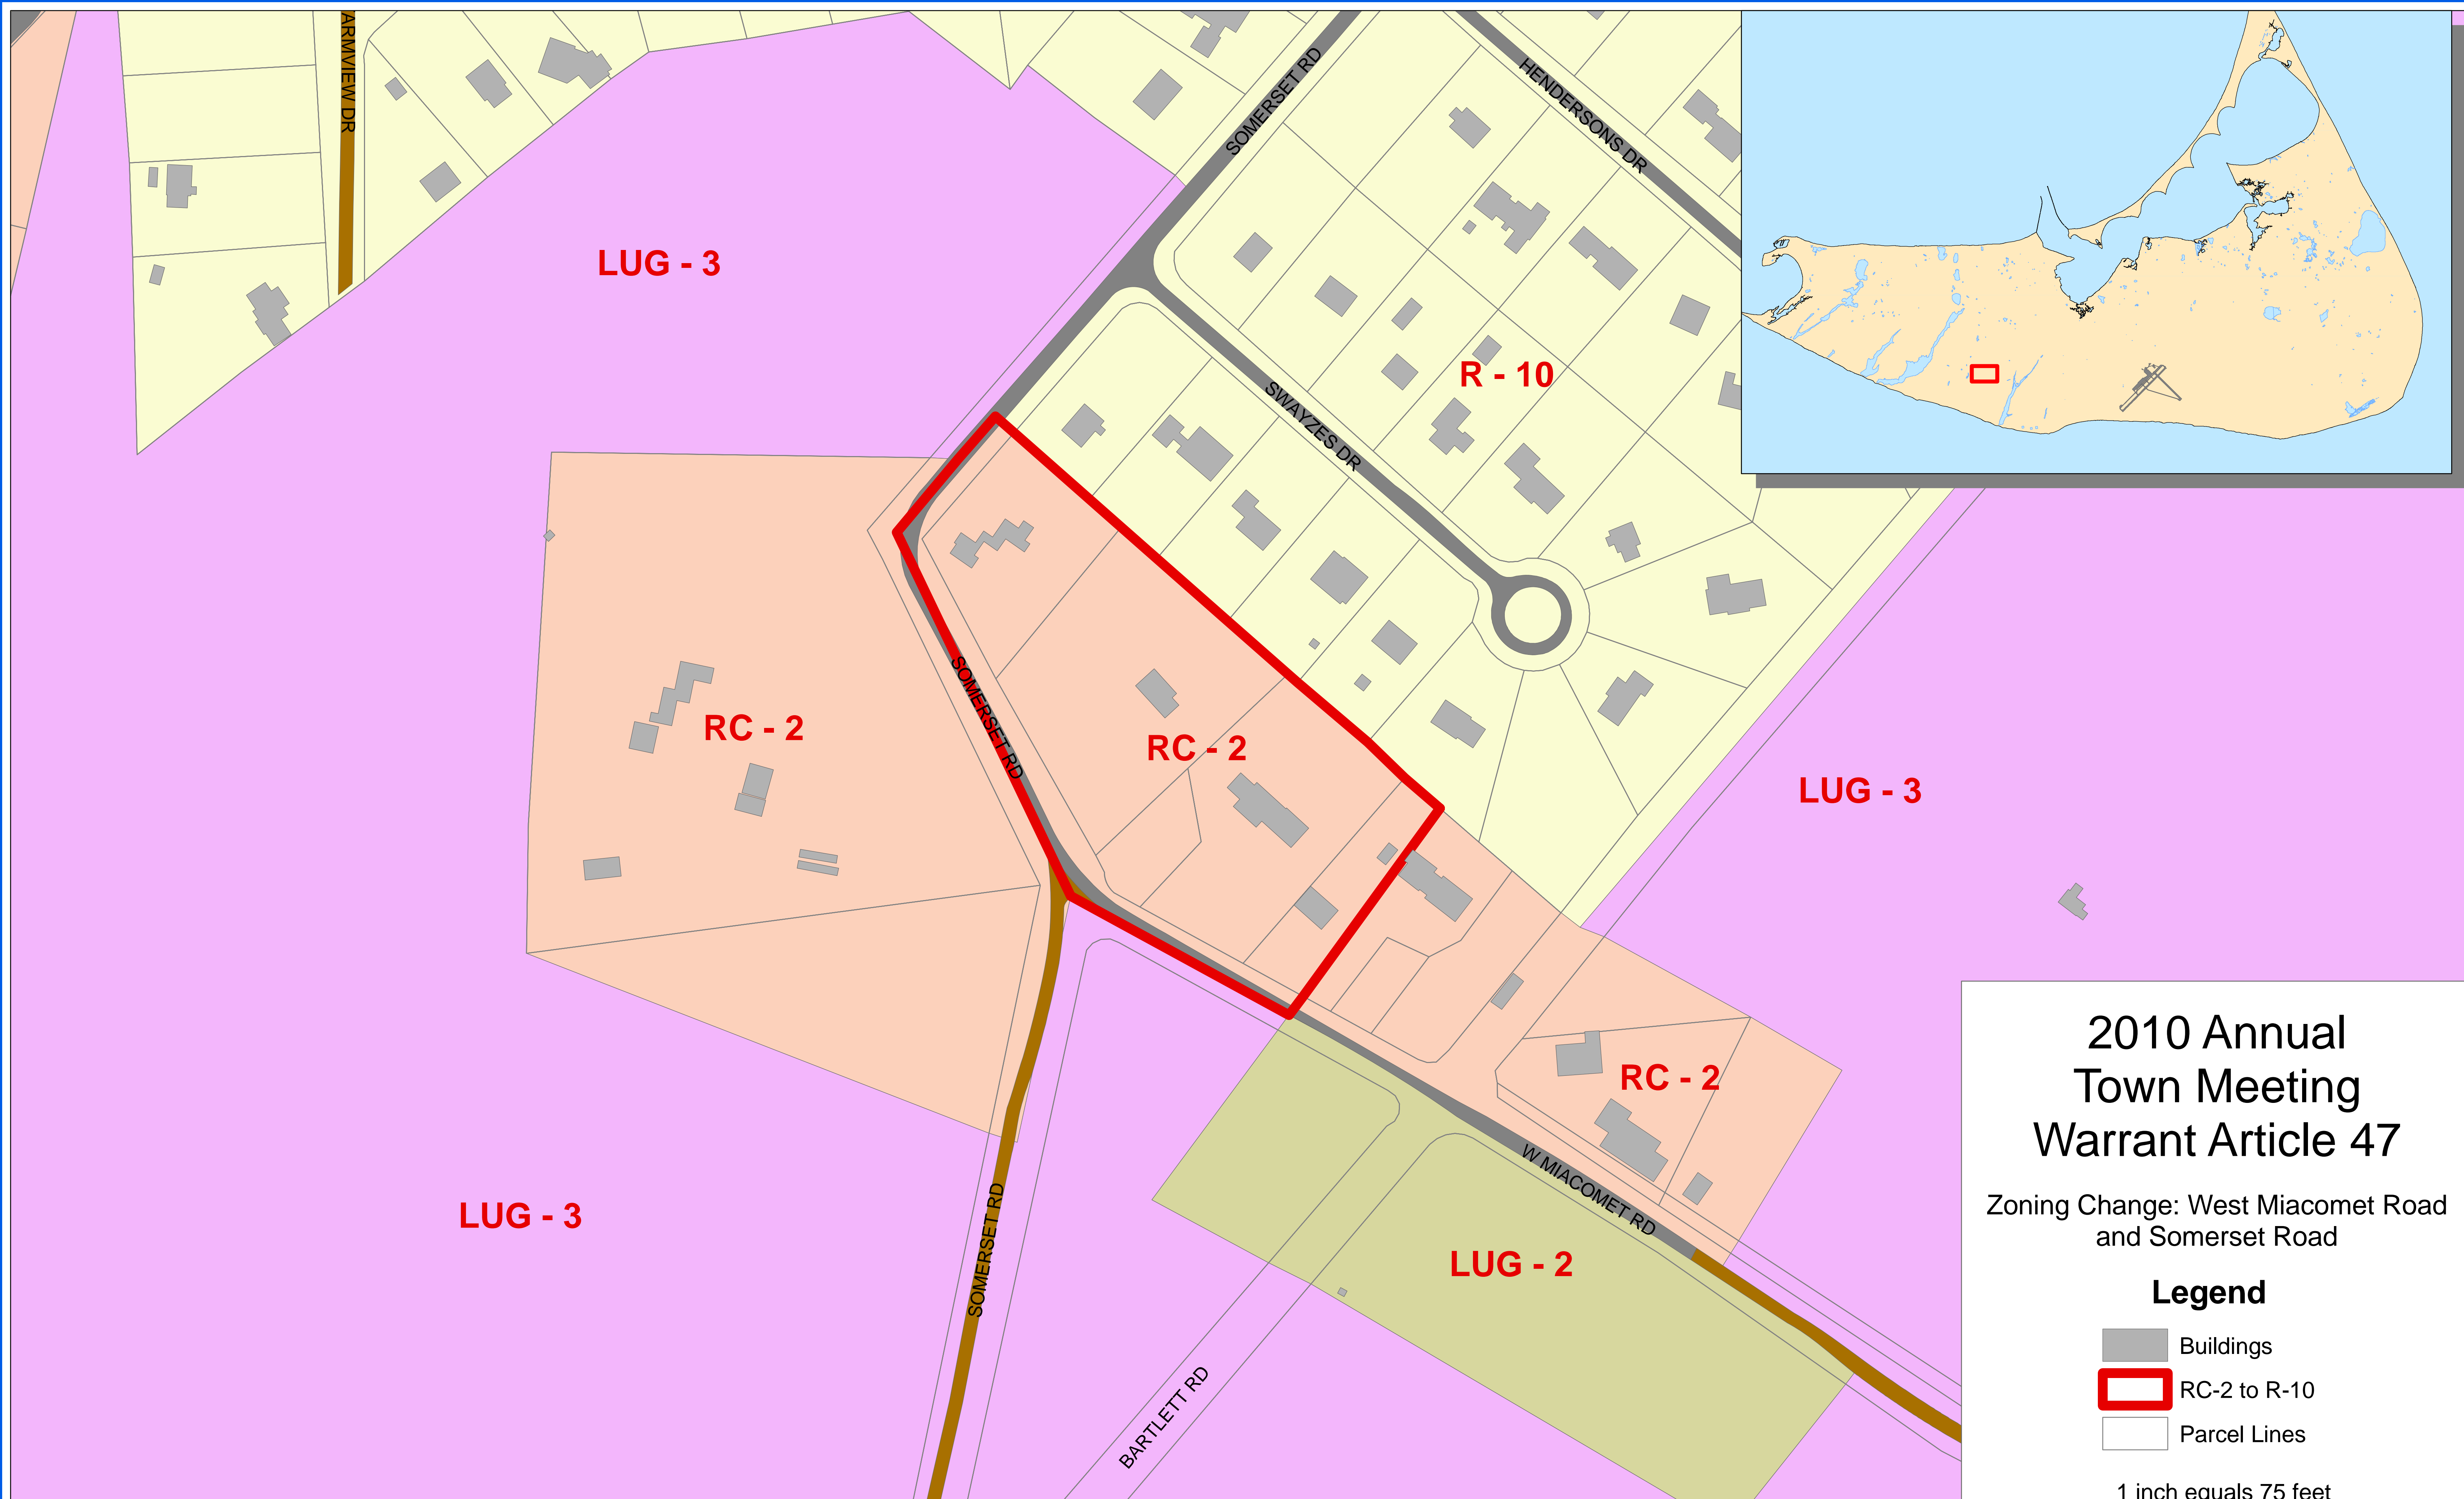 ARMVIEW DR
SOMERSET RD
HENDERSONS DR
LUG - 3
R - 10
SWAYZES DR
SOMERSET RD
RC - 2
RC - 2
LUG - 3
RC - 2
W MIACOMET RD
LUG - 3
SOMERSET RD
LUG - 2
BARTLETT RD
2010 Annual
Town Meeting
Warrant Article 47
Zoning Change: West Miacomet Road
and Somerset Road
Legend
Buildings
RC-2 to R-10
Parcel Lines
1 inch equals 75 feet